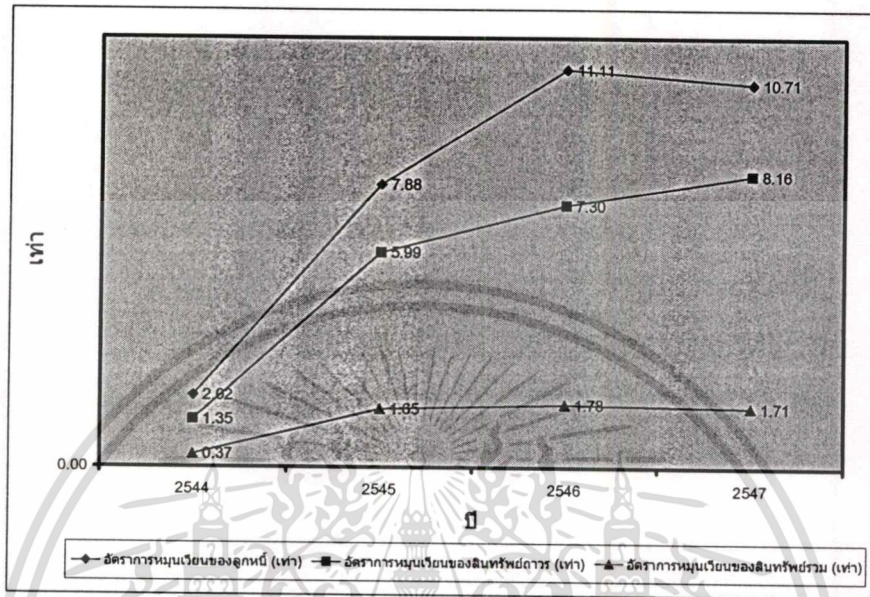 11.11
10.71
7.88
8.16
7.30
5.99
เท่า
2.02
1.35
1.65 1.78 1.71
0.37
0.00
2544 2545 2546 2547
ปี
อัตราการหมุนเวียนของลูกหนี้ (เท่า) อัตราการหมุนเวียนของสินทรัพย์ถาวร (เท่า) อัตราการหมุนเวียนของสินทรัพย์รวม (เท่า)